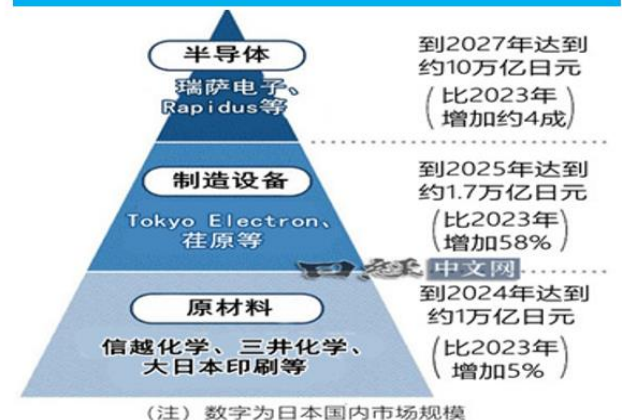 半导体
瑞萨电子、
Rapidus等
到2027年达到
约10万亿日元
(比2023年
增加约4成)
制造设备
Tokyo Electron、
荏原等
到2025年达到
约1.7万亿日元
(比2023年
增加58%)
日经中文网
原材料
信越化学、三井化学、
大日本印刷等
到2024年达到
约1万亿日元
(比2023年
增加5%)
（注）数字为日本国内市场规模